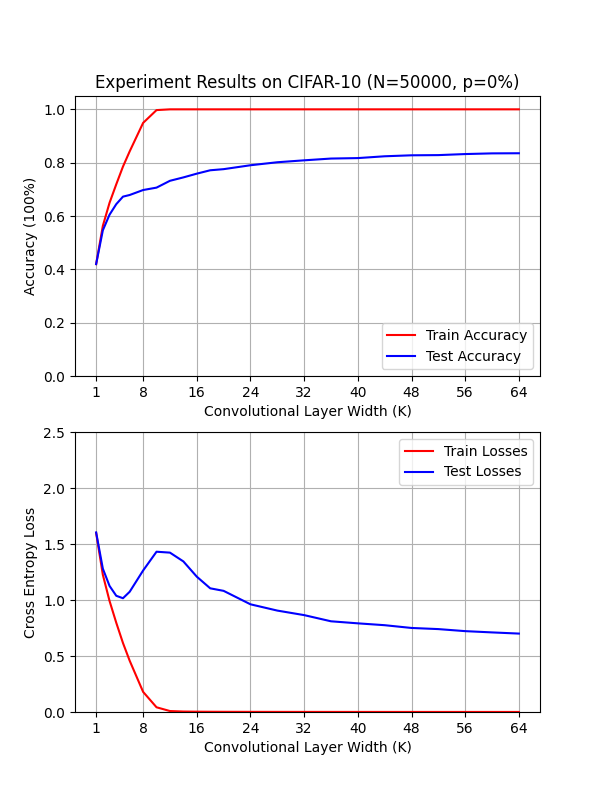 Experiment Results on CIFAR-10 (N=50000, p=0%)
1.0
0.8
0.6
0.4
0.2
0.0
Accuracy (100%)
Train Accuracy
Test Accuracy
1 8 16 24 32 40 48 56 64
Convolutional Layer Width (K)
2.5
2.0
1.5
1.0
0.5
0.0
Cross Entropy Loss
Train Losses
Test Losses
1 8 16 24 32 40 48 56 64
Convolutional Layer Width (K)